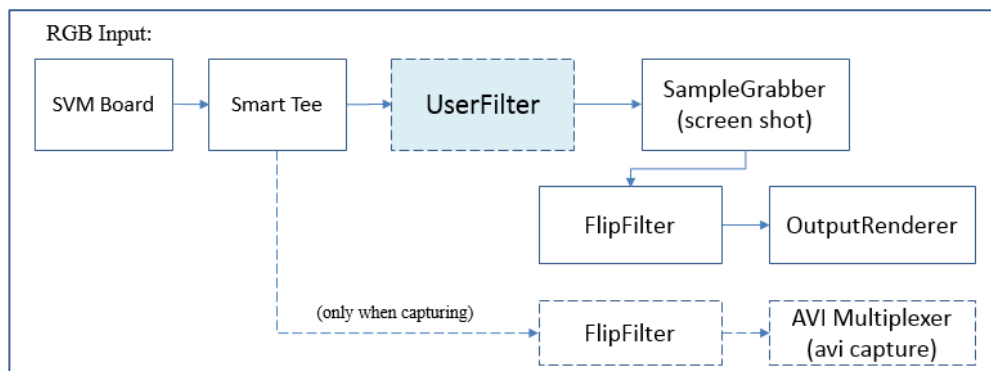 RGB Input:
SVM Board
Smart Tee
UserFilter
SampleGrabber
(screen shot)
FlipFilter
OutputRenderer
(only when capturing)
FlipFilter
AVI Multiplexer
(avi capture)